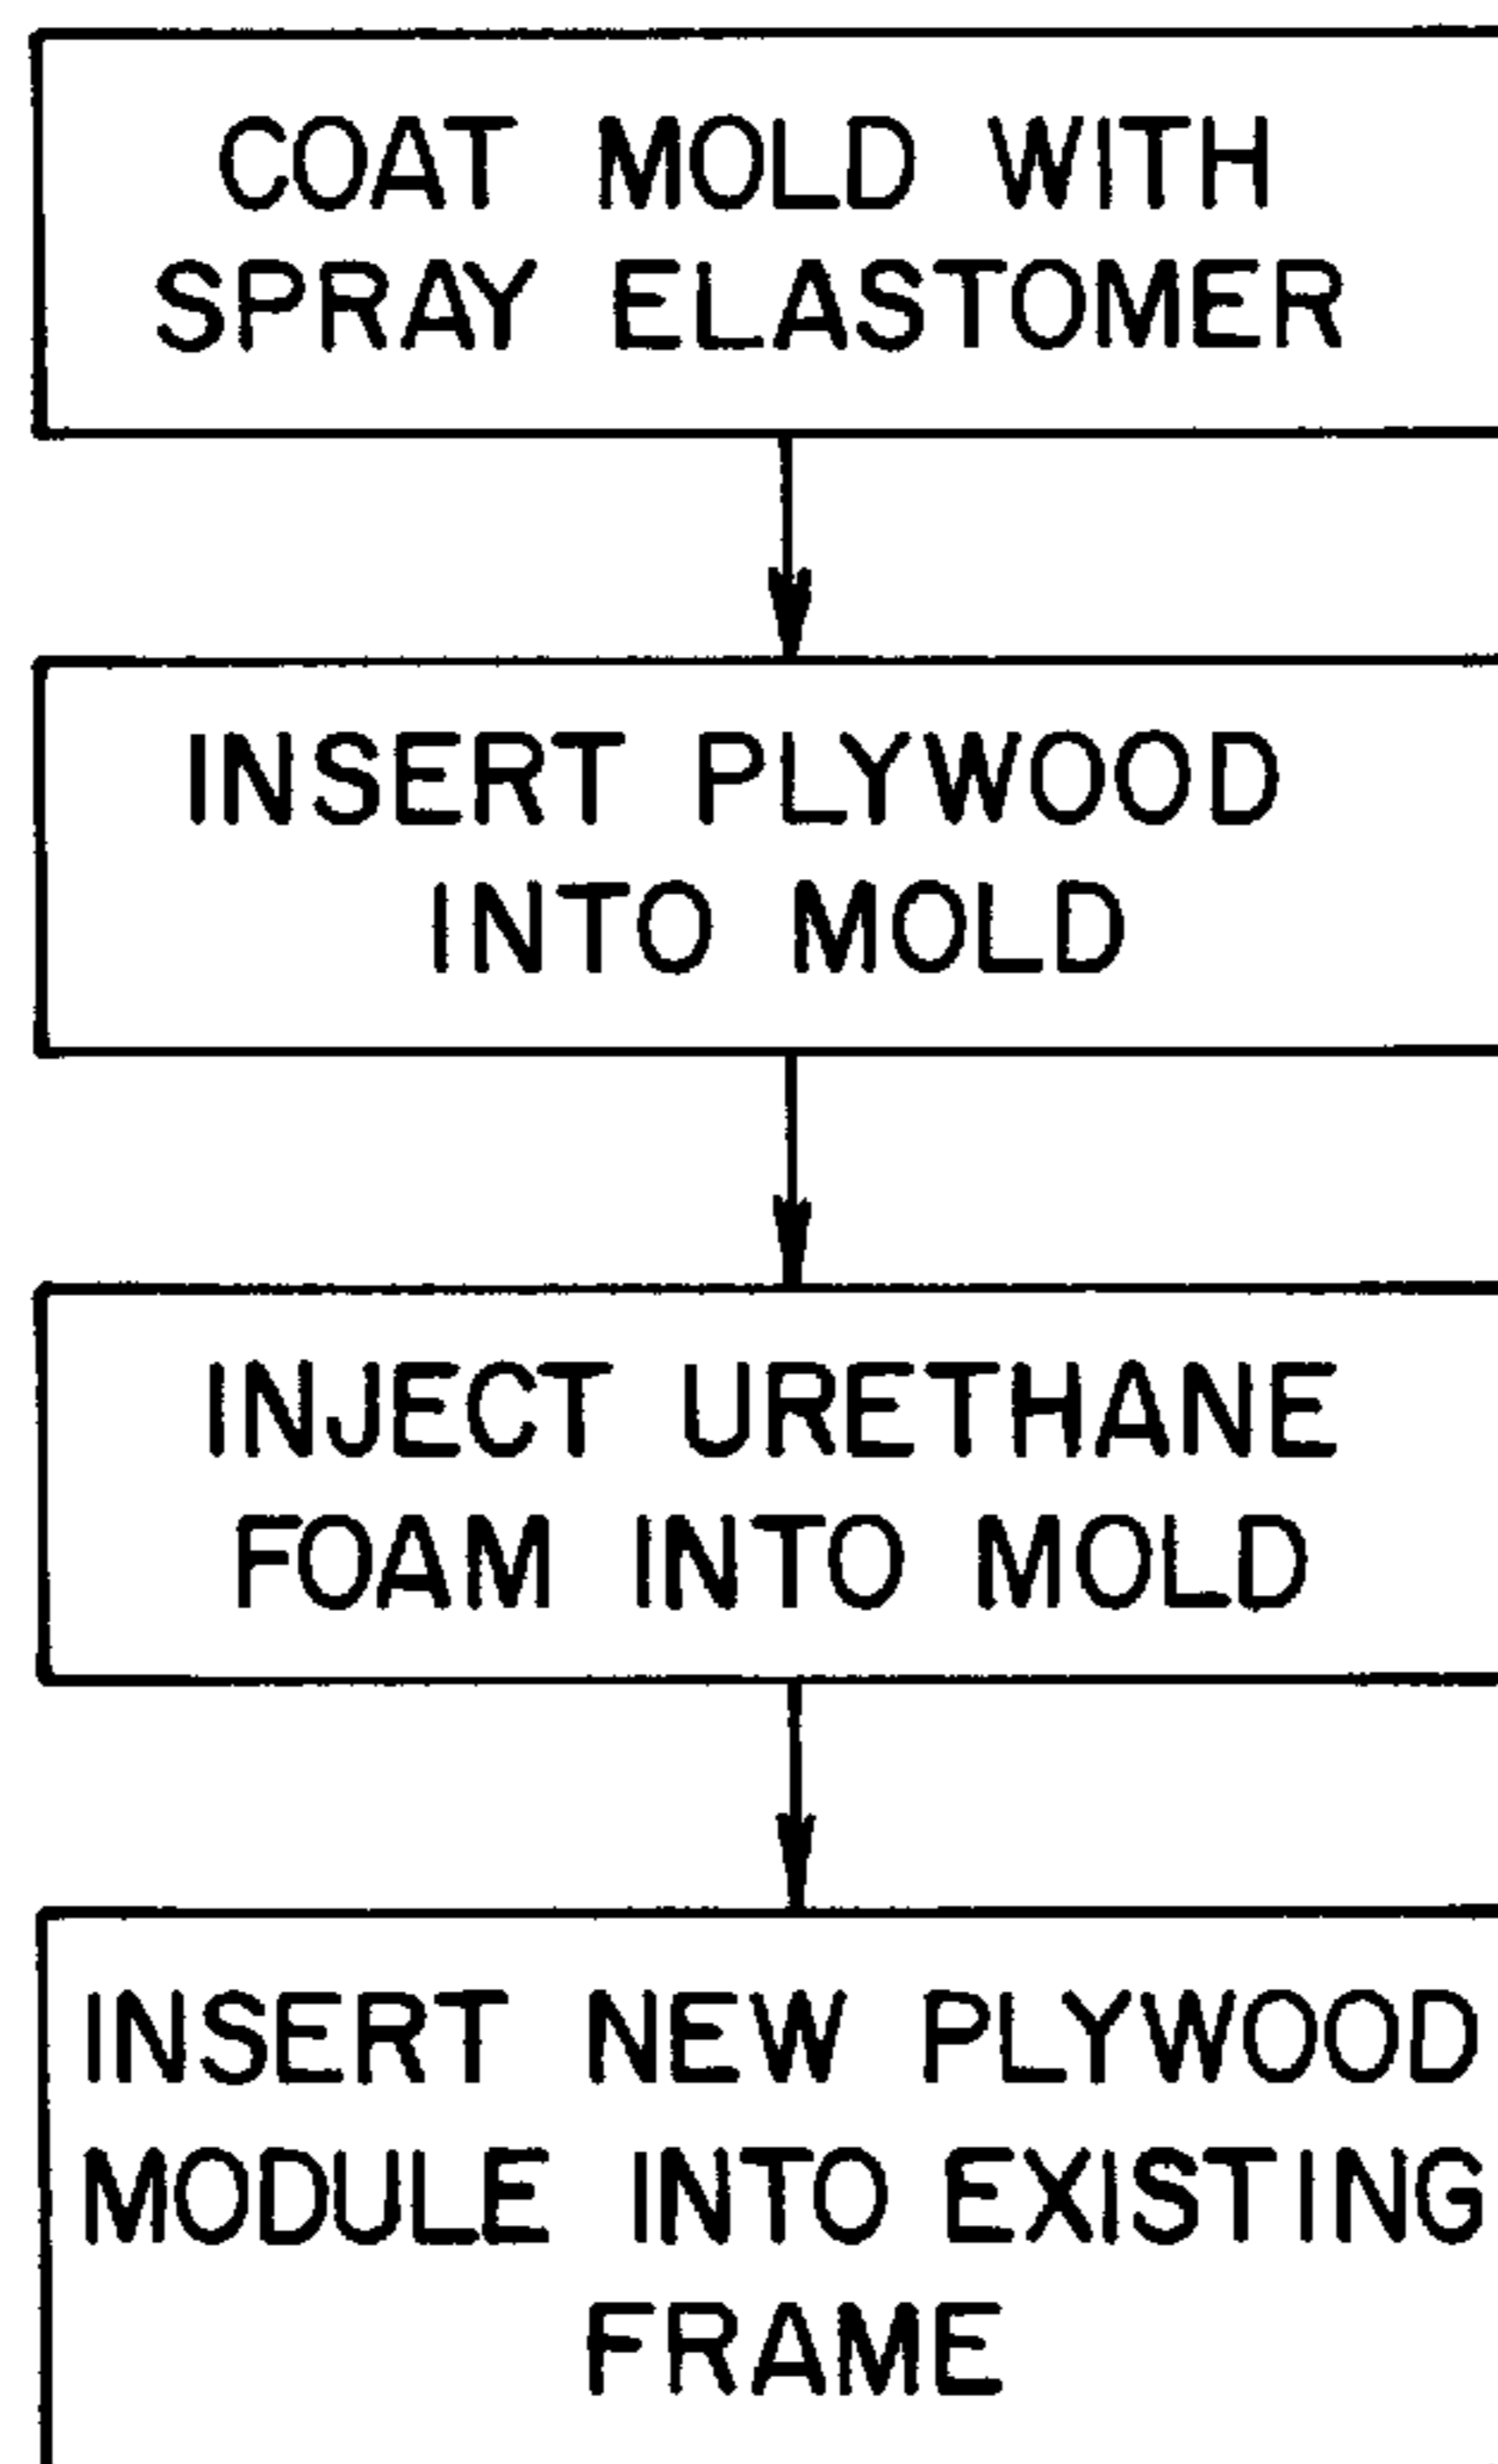 COAT MOLD WITH
SPRAY ELASTOMER
INSERT PLYWOOD
INTO MOLD
INJECT URETHANE
FOAM INTO MOLD
INSERT NEW PLYWOOD
MODULE INTO EXISTING
FRAME